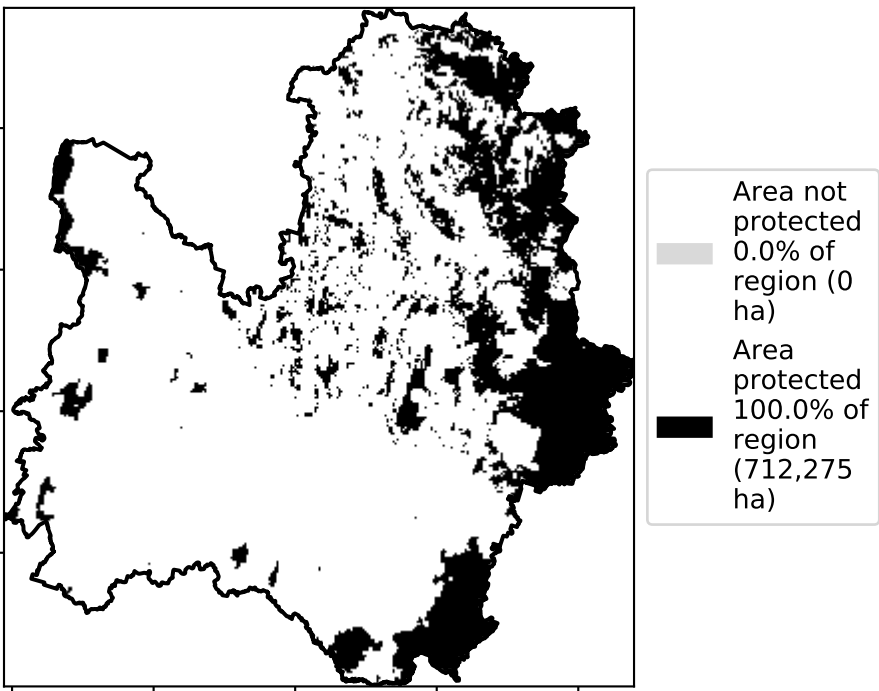 Area not
protected
0.0% of
region (0
ha)
Area
protected
100.0% of
region
(712,275
ha)